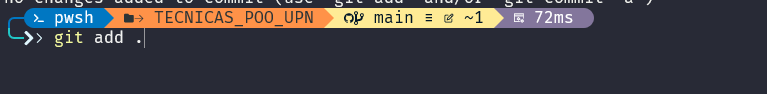 no changes added to commit (use "git add" and/or "git commit -a")
pwsh TECNICAS_POO_UPN main ≡ ~1 72ms
git add .